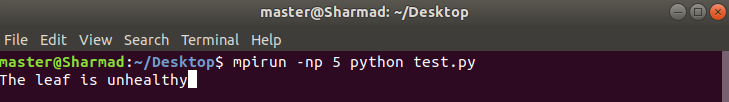 master@Sharmad: ~/Desktop
File Edit View Search Terminal Help
master@Sharmad:~/Desktop$ mpirun -np 5 python test.py
The leaf is unhealthy